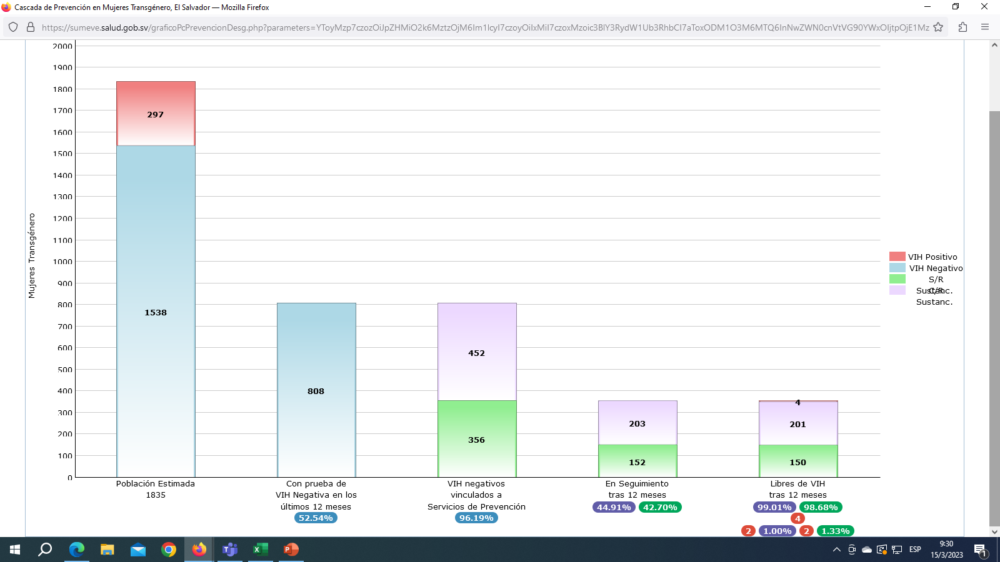 Cascada de Prevención en Mujeres Transgénero, El Salvador — Mozilla Firefox
https://sumeve.salud.gob.sv/graficoPcPrevencionDesg.php?parameters=
2000
1900
1800
1700
1600
1500
1400
1300
1200
1100
1000
900
800
700
600
500
400
300
200
100
0
Mujeres Transgénero
297
1538
808
452
356
203
152
4
201
150
VIH Positivo
VIH Negativo
S/R
Sustanc.
C/R
Sustanc.
Población Estimada
1835
Con prueba de
VIH Negativa en los
últimos 12 meses
52.54%
VIH negativos
vinculados a
Servicios de Prevención
96.19%
En Seguimiento
tras 12 meses
44.91% 42.70%
Libres de VIH
tras 12 meses
99.01% 98.68%
4
2 1.00% 2 1.33%
ESP
9:30
15/3/2023
1